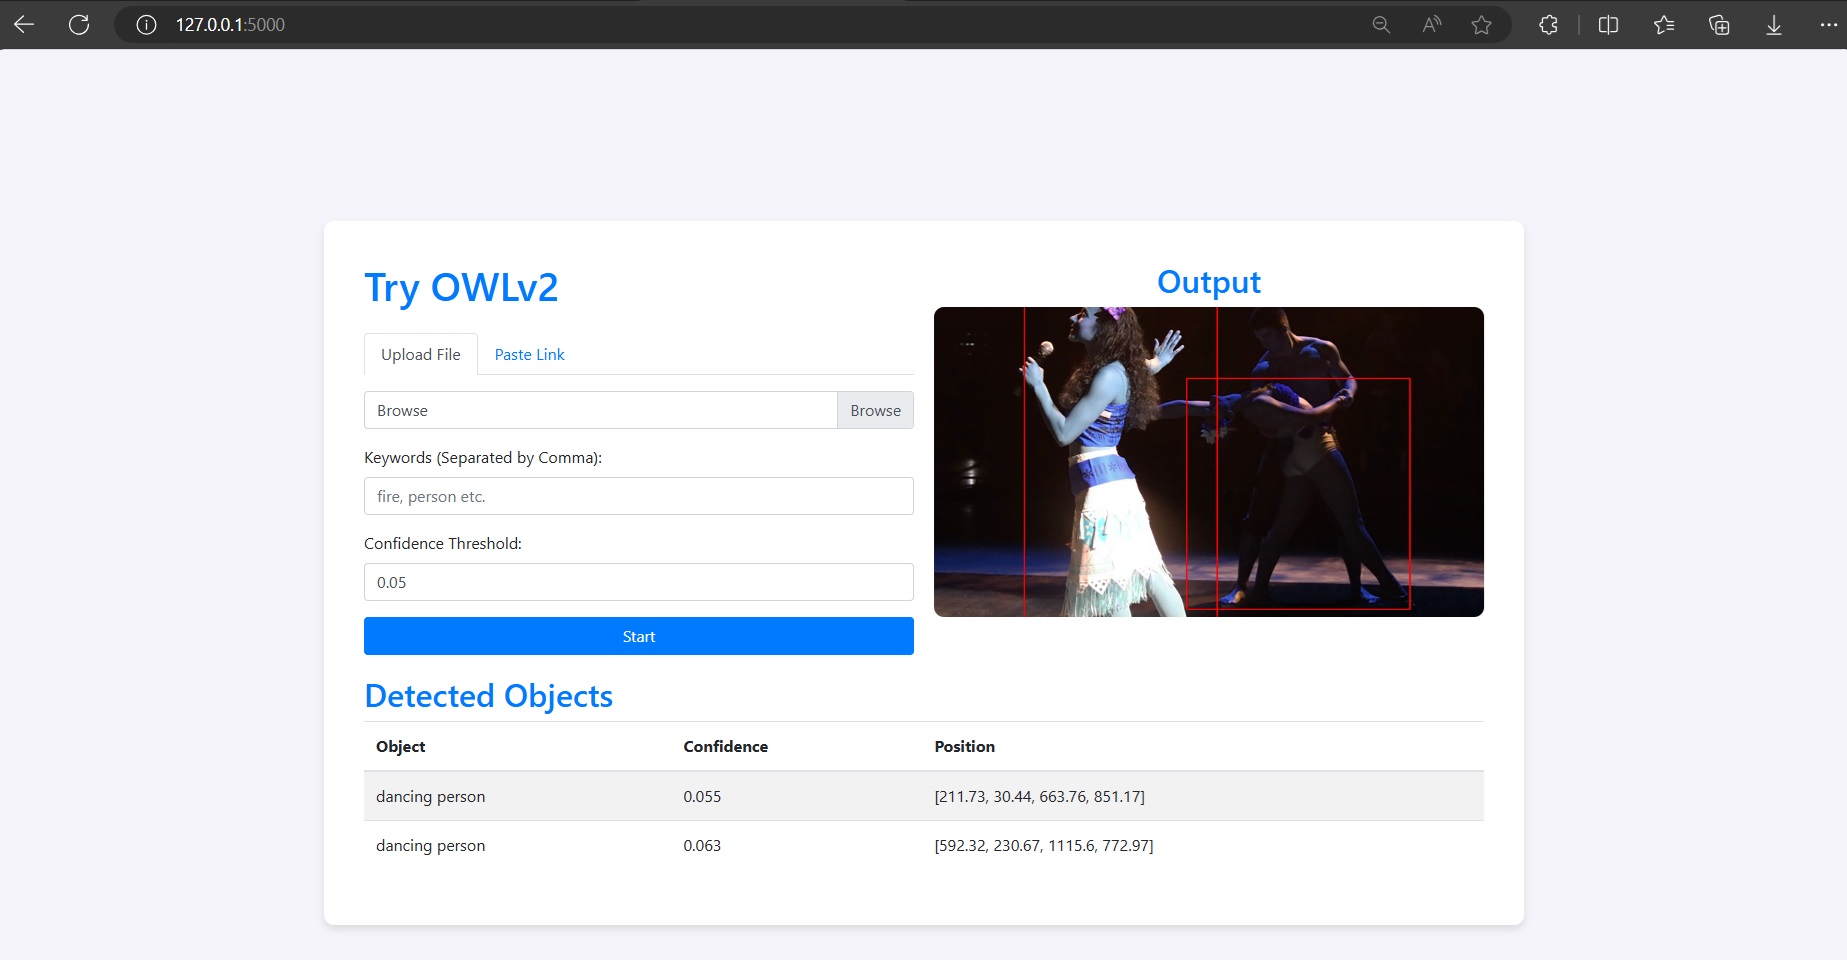 127.0.0.1:5000
Try OWLv2
Upload File
Paste Link
Browse
Browse
Keywords (Separated by Comma):
fire, person etc.
Confidence Threshold:
0.05
Start
Output
Detected Objects
Object Confidence Position
dancing person 0.055 [211.73, 30.44, 663.76, 851.17]
dancing person 0.063 [592.32, 230.67, 1115.6, 772.97]